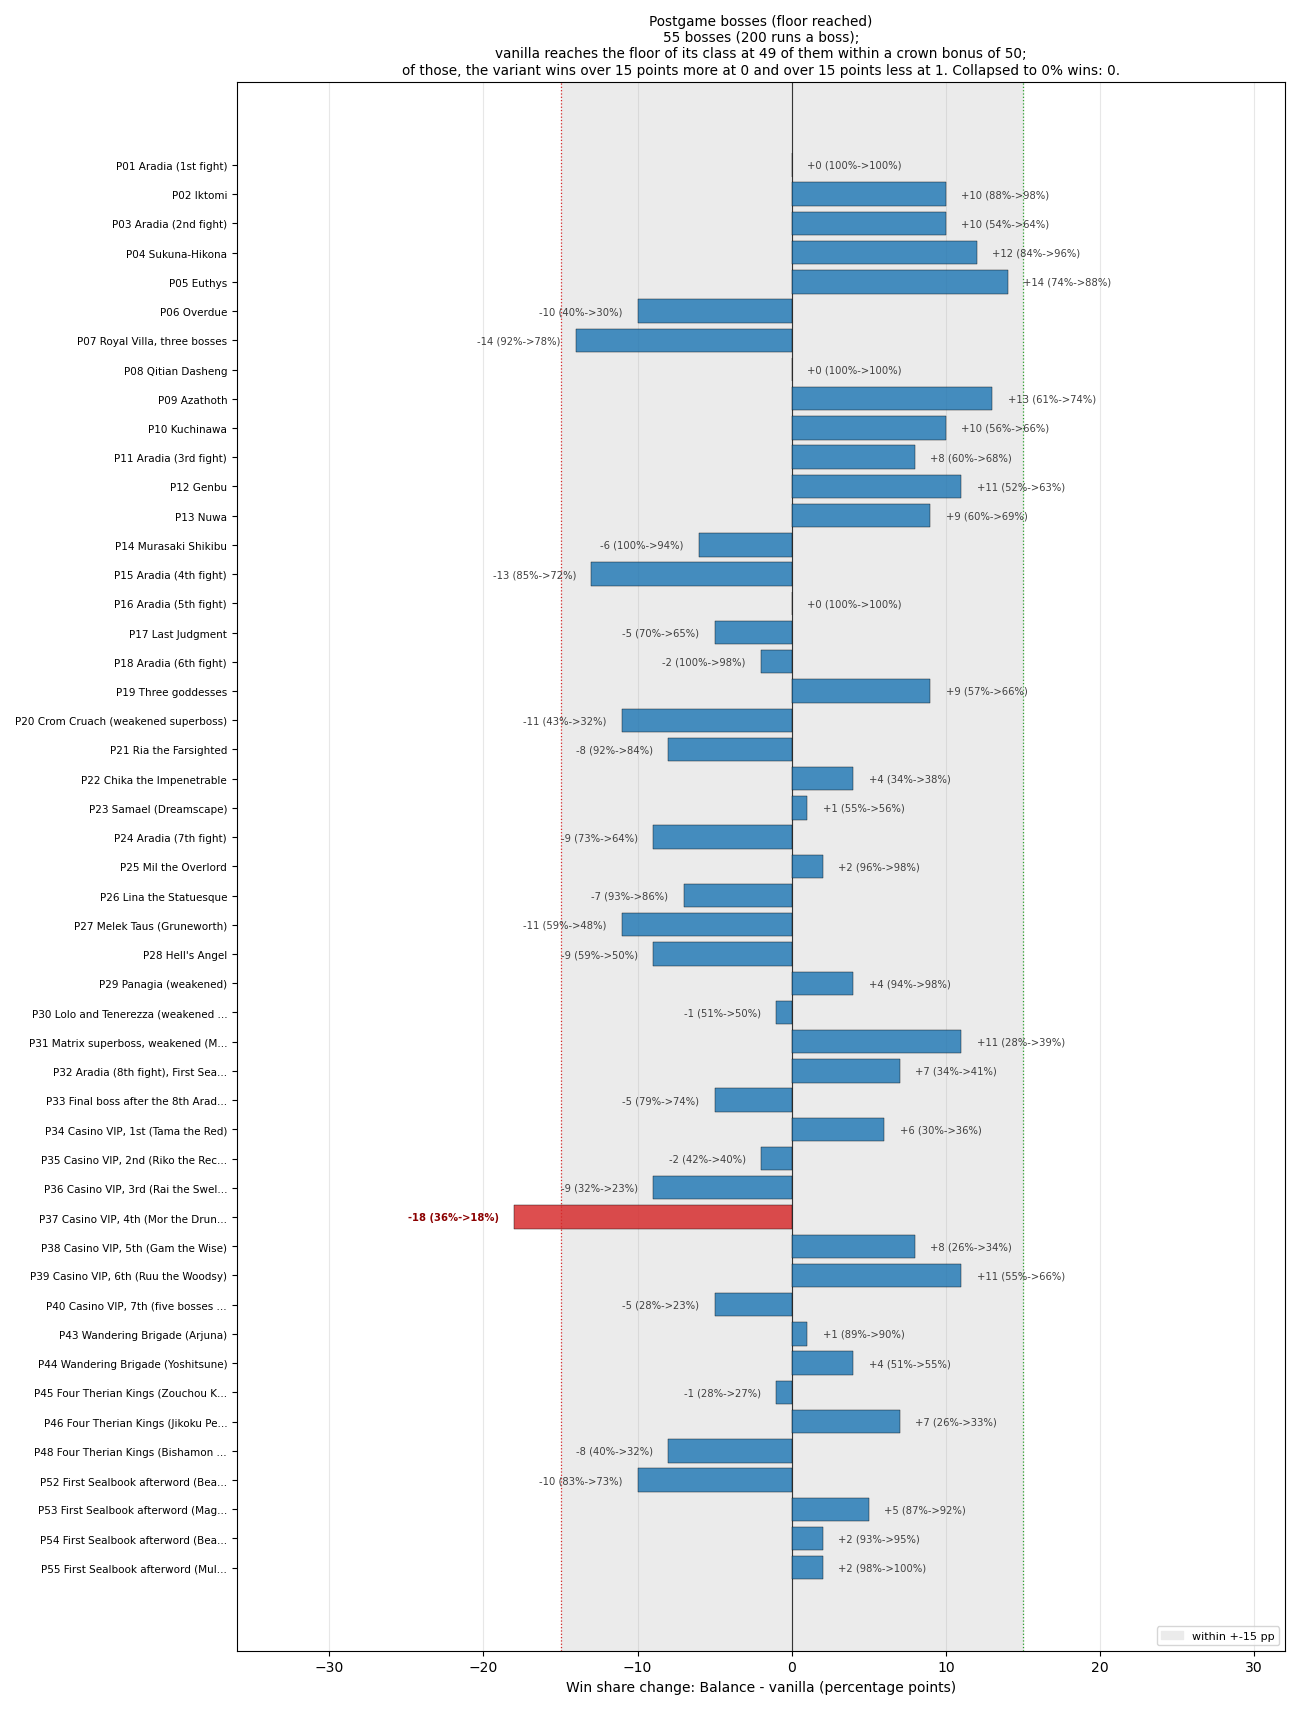 Postgame bosses (floor reached)
55 bosses (200 runs a boss);
vanilla reaches the floor of its class at 49 of them within a crown bonus of 50;
of those, the variant wins over 15 points more at 0 and over 15 points less at 1. Collapsed to 0% wins: 0.
P01 Aradia (1st fight) +0 (100%->100%)
P02 Iktomi +10 (88%->98%)
P03 Aradia (2nd fight) +10 (54%->64%)
P04 Sukuna-Hikona +12 (84%->96%)
P05 Euthys +14 (74%->88%)
P06 Overdue -10 (40%->30%)
P07 Royal Villa, three bosses -14 (92%->78%)
P08 Qitian Dasheng +0 (100%->100%)
P09 Azathoth +13 (61%->74%)
P10 Kuchinawa +10 (56%->66%)
P11 Aradia (3rd fight) +8 (60%->68%)
P12 Genbu +11 (52%->63%)
P13 Nuwa +9 (60%->69%)
P14 Murasaki Shikibu -6 (100%->94%)
P15 Aradia (4th fight) -13 (85%->72%)
P16 Aradia (5th fight) +0 (100%->100%)
P17 Last Judgment -5 (70%->65%)
P18 Aradia (6th fight) -2 (100%->98%)
P19 Three goddesses +9 (57%->66%)
P20 Crom Cruach (weakened superboss) -11 (43%->32%)
P21 Ria the Farsighted -8 (92%->84%)
P22 Chika the Impenetrable +4 (34%->38%)
P23 Samael (Dreamscape) +1 (55%->56%)
P24 Aradia (7th fight) -9 (73%->64%)
P25 Mil the Overlord +2 (96%->98%)
P26 Lina the Statuesque -7 (93%->86%)
P27 Melek Taus (Gruneworth) -11 (59%->48%)
P28 Hell's Angel -9 (59%->50%)
P29 Panagia (weakened) +4 (94%->98%)
P30 Lolo and Tenerezza (weakened ... -1 (51%->50%)
P31 Matrix superboss, weakened (M... +11 (28%->39%)
P32 Aradia (8th fight), First Sea... +7 (34%->41%)
P33 Final boss after the 8th Arad... -5 (79%->74%)
P34 Casino VIP, 1st (Tama the Red) +6 (30%->36%)
P35 Casino VIP, 2nd (Riko the Rec... -2 (42%->40%)
P36 Casino VIP, 3rd (Rai the Swel... -9 (32%->23%)
P37 Casino VIP, 4th (Mor the Drun... -18 (36%->18%)
P38 Casino VIP, 5th (Gam the Wise) +8 (26%->34%)
P39 Casino VIP, 6th (Ruu the Woodsy) +11 (55%->66%)
P40 Casino VIP, 7th (five bosses ... -5 (28%->23%)
P43 Wandering Brigade (Arjuna) +1 (89%->90%)
P44 Wandering Brigade (Yoshitsune) +4 (51%->55%)
P45 Four Therian Kings (Zouchou K... -1 (28%->27%)
P46 Four Therian Kings (Jikoku Pe... +7 (26%->33%)
P48 Four Therian Kings (Bishamon ... -8 (40%->32%)
P52 First Sealbook afterword (Bea... -10 (83%->73%)
P53 First Sealbook afterword (Mag... +5 (87%->92%)
P54 First Sealbook afterword (Bea... +2 (93%->95%)
P55 First Sealbook afterword (Mul... +2 (98%->100%)
within +-15 pp
−30 −20 −10 0 10 20 30
Win share change: Balance - vanilla (percentage points)